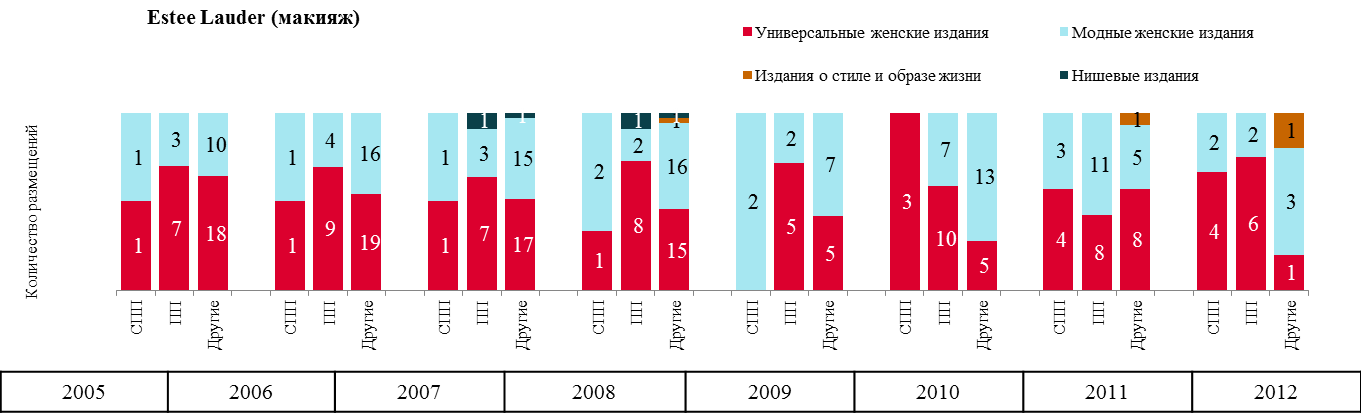 Estee Lauder (макияж)
Универсальные женские издания
Модные женские издания
Издания о стиле и образе жизни
Нишевые издания
Количество размещений
1 3 10 1 4 16 1 1 1 3 15 2 1 1 1 2 16 2 2 7 3 7 13 3 11 1 5 2 2 1 3
1 7 18 1 9 19 1 7 17 1 8 15 5 5 10 5 4 8 8 4 6 1
СПП ПП Другие СПП ПП Другие СПП ПП Другие СПП ПП Другие СПП ПП Другие СПП ПП Другие СПП ПП Другие СПП ПП Другие
2005 2006 2007 2008 2009 2010 2011 2012